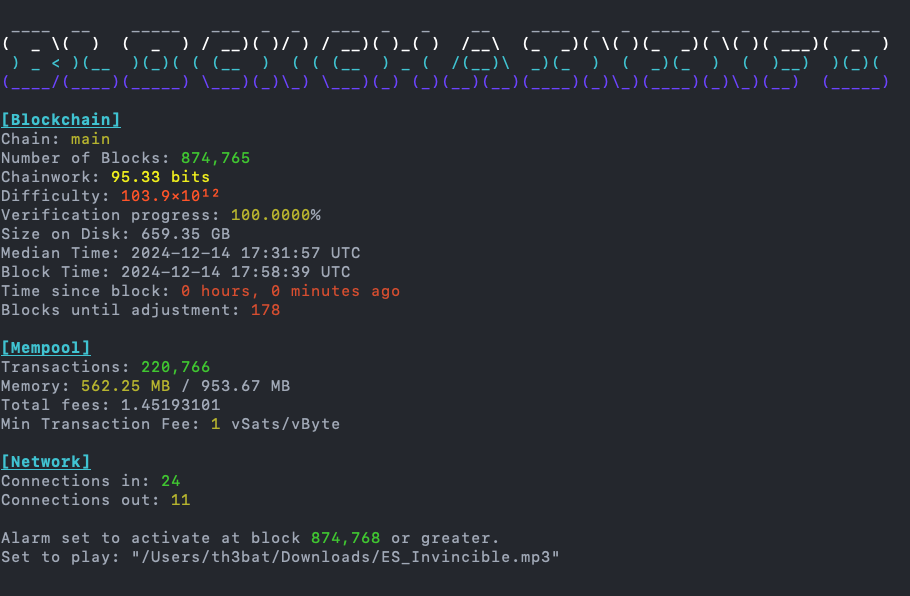 BLOCKCHAININFO
[Blockchain]
Chain: main
Number of Blocks: 874,765
Chainwork: 95.33 bits
Difficulty: 103.9×10¹²
Verification progress: 100.0000%
Size on Disk: 659.35 GB
Median Time: 2024-12-14 17:31:57 UTC
Block Time: 2024-12-14 17:58:39 UTC
Time since block: 0 hours, 0 minutes ago
Blocks until adjustment: 178
[Mempool]
Transactions: 220,766
Memory: 562.25 MB / 953.67 MB
Total fees: 1.45193101
Min Transaction Fee: 1 vSats/vByte
[Network]
Connections in: 24
Connections out: 11
Alarm set to activate at block 874,768 or greater.
Set to play: "/Users/th3bat/Downloads/ES_Invincible.mp3"